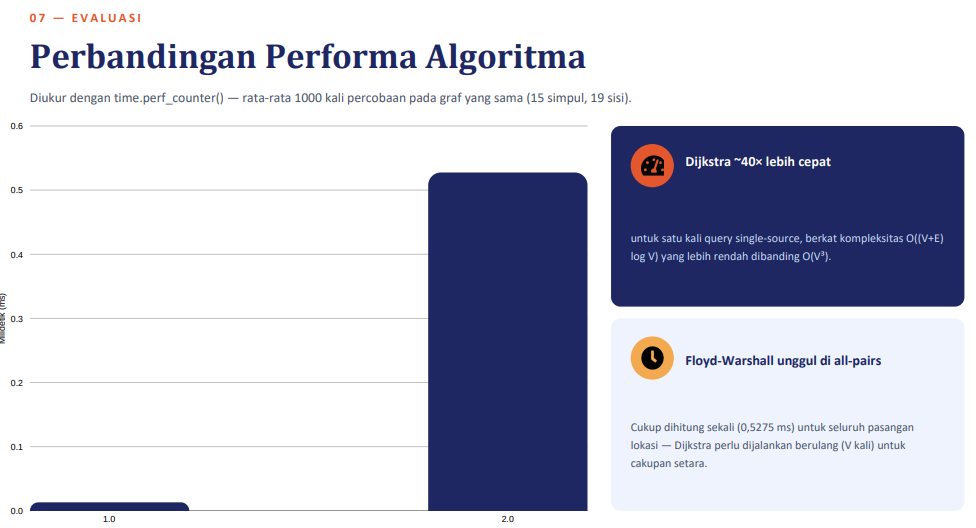 07 — EVALUASI
Perbandingan Performa Algoritma
Diukur dengan time.perf_counter() — rata-rata 1000 kali percobaan pada graf yang sama (15 simpul, 19 sisi).
0.6
0.5
0.4
0.3
0.2
0.1
0.0
Milidetik (ms)
1.0
2.0
Dijkstra ~40× lebih cepat
untuk satu kali query single-source, berkat kompleksitas O((V+E)
log V) yang lebih rendah dibanding O(V³).
Floyd-Warshall unggul di all-pairs
Cukup dihitung sekali (0,5275 ms) untuk seluruh pasangan
lokasi — Dijkstra perlu dijalankan berulang (V kali) untuk
cakupan setara.